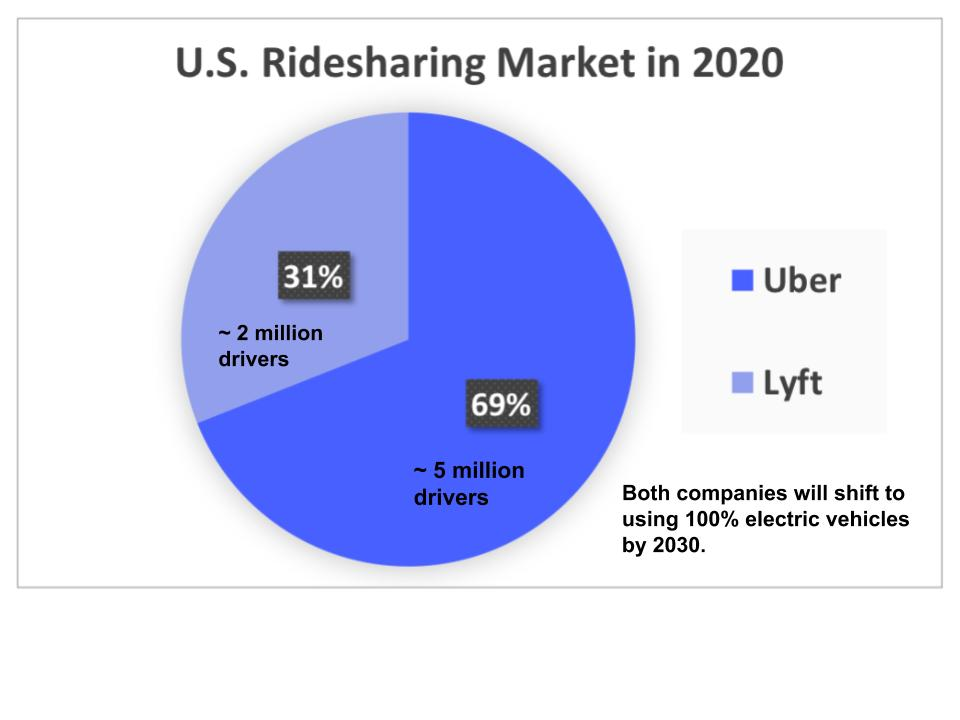 U.S. Ridesharing Market in 2020
31%
~ 2 million
drivers
69%
~ 5 million
drivers
Uber
Lyft
Both companies will shift to
using 100% electric vehicles
by 2030.